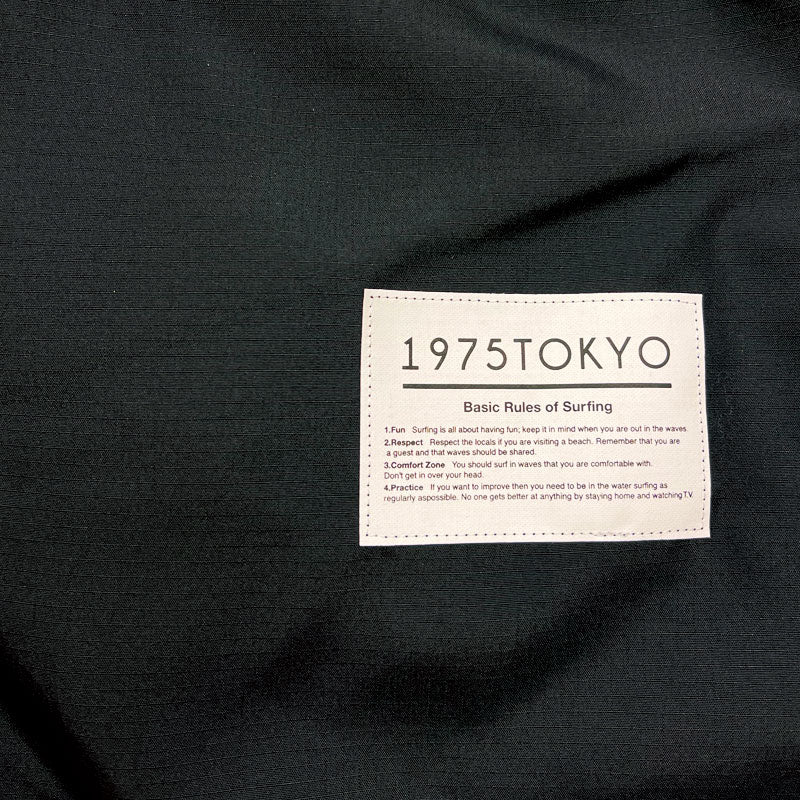 1975TOKYO
Basic Rules of Surfing
1.Fun Surfing is all about having fun; keep it in mind when you are out in the waves.
2.Respect Respect the locals if you are visiting a beach. Remember that you are
a guest and that waves should be shared.
3.Comfort Zone You should surf in waves that you are comfortable with.
Don't get in over your head.
4.Practice If you want to improve then you need to be in the water surfing as
regularly aspossible. No one gets better at anything by staying home and watching T.V.